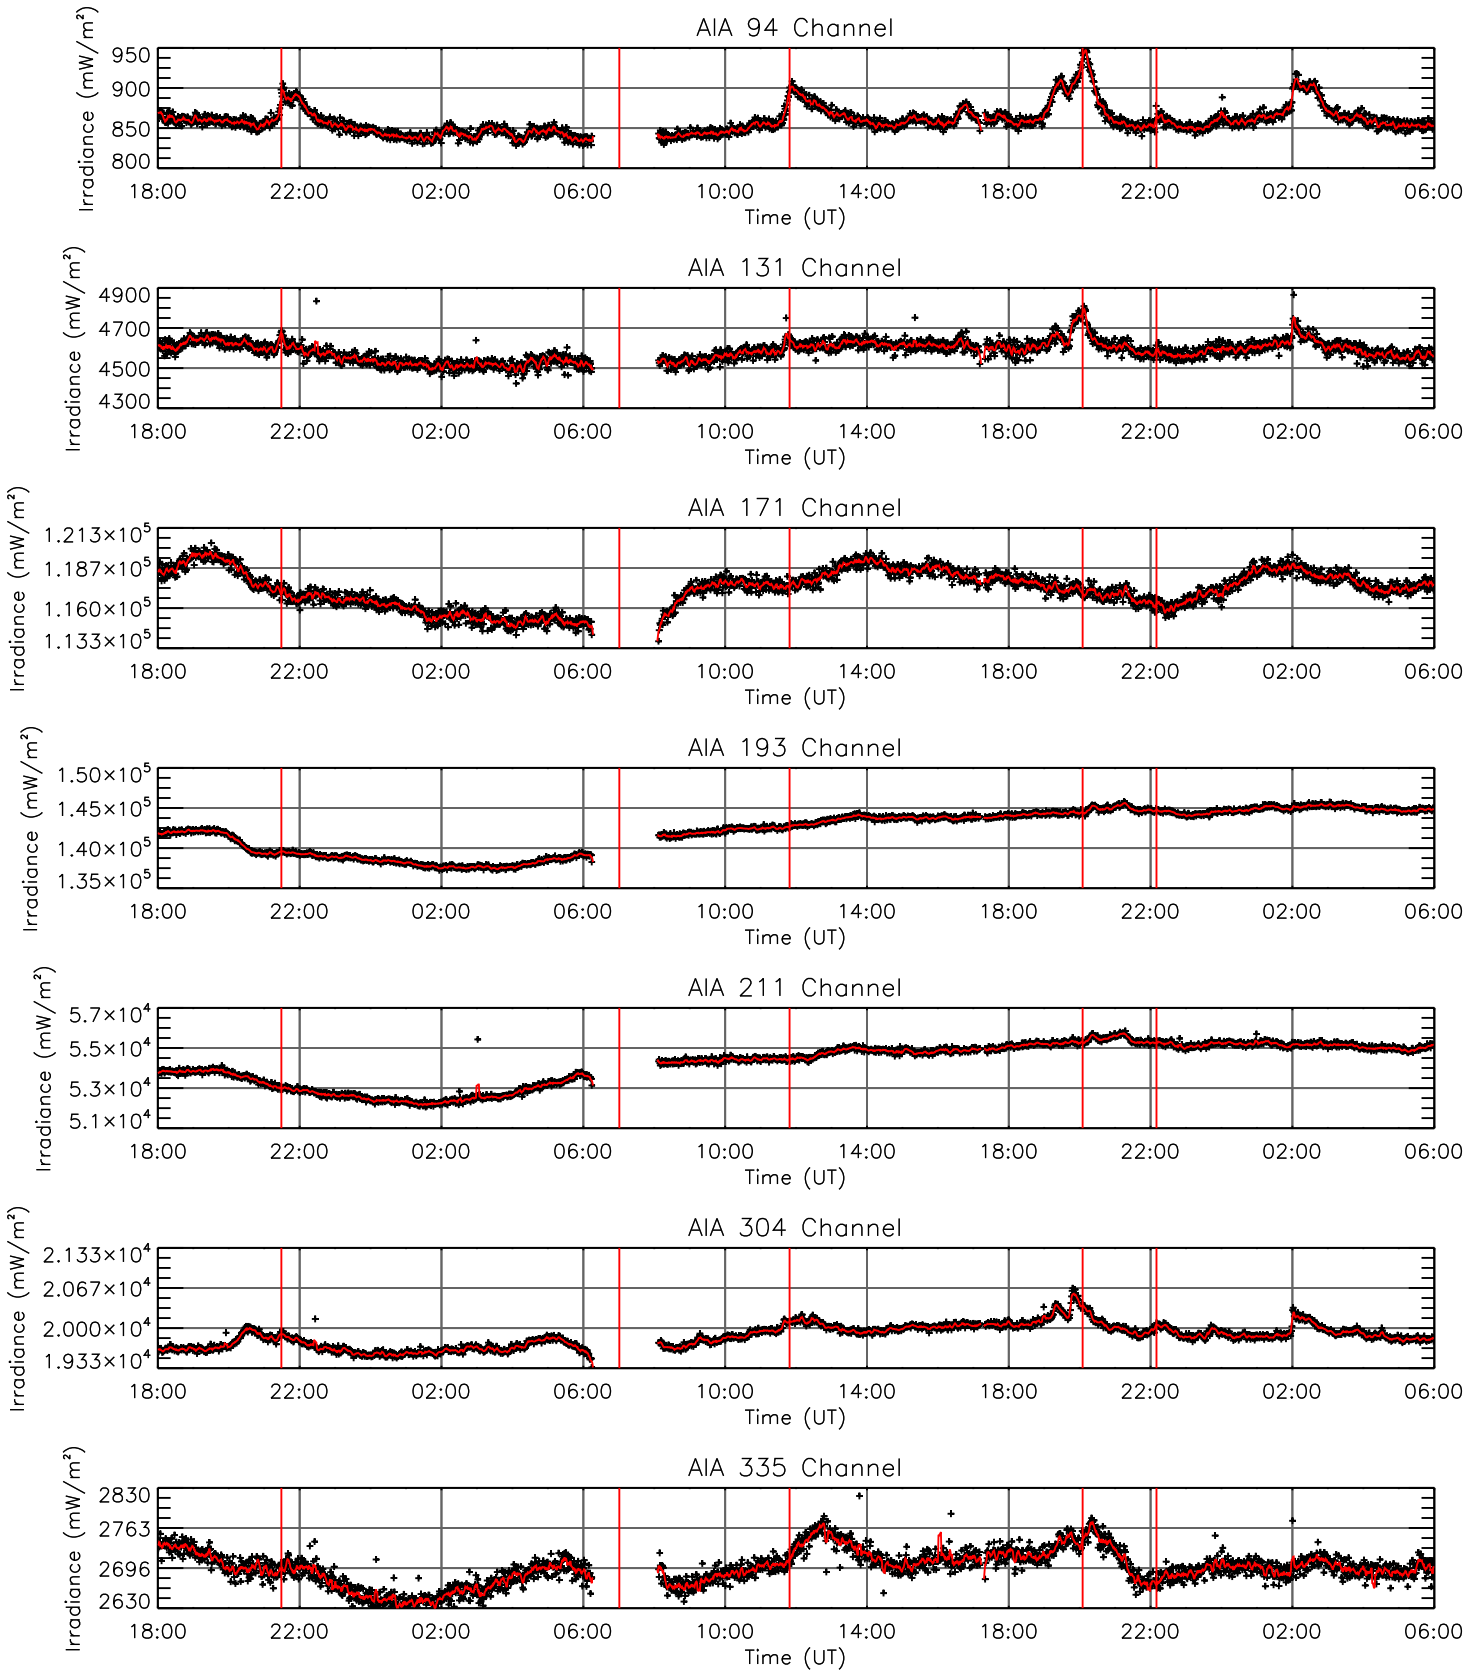 AIA 94 Channel
Irradiance (mW/m²)
950
900
850
800
18:00 22:00 02:00 06:00 10:00 14:00 18:00 22:00 02:00 06:00
Time (UT)
AIA 131 Channel
Irradiance (mW/m²)
4900
4700
4500
4300
18:00 22:00 02:00 06:00 10:00 14:00 18:00 22:00 02:00 06:00
Time (UT)
AIA 171 Channel
Irradiance (mW/m²)
1.213×10⁵
1.187×10⁵
1.160×10⁵
1.133×10⁵
18:00 22:00 02:00 06:00 10:00 14:00 18:00 22:00 02:00 06:00
Time (UT)
AIA 193 Channel
Irradiance (mW/m²)
1.50×10⁵
1.45×10⁵
1.40×10⁵
1.35×10⁵
18:00 22:00 02:00 06:00 10:00 14:00 18:00 22:00 02:00 06:00
Time (UT)
AIA 211 Channel
Irradiance (mW/m²)
5.7×10⁴
5.5×10⁴
5.3×10⁴
5.1×10⁴
18:00 22:00 02:00 06:00 10:00 14:00 18:00 22:00 02:00 06:00
Time (UT)
AIA 304 Channel
Irradiance (mW/m²)
2.133×10⁴
2.067×10⁴
2.000×10⁴
1.933×10⁴
18:00 22:00 02:00 06:00 10:00 14:00 18:00 22:00 02:00 06:00
Time (UT)
AIA 335 Channel
Irradiance (mW/m²)
2830
2763
2696
2630
18:00 22:00 02:00 06:00 10:00 14:00 18:00 22:00 02:00 06:00
Time (UT)